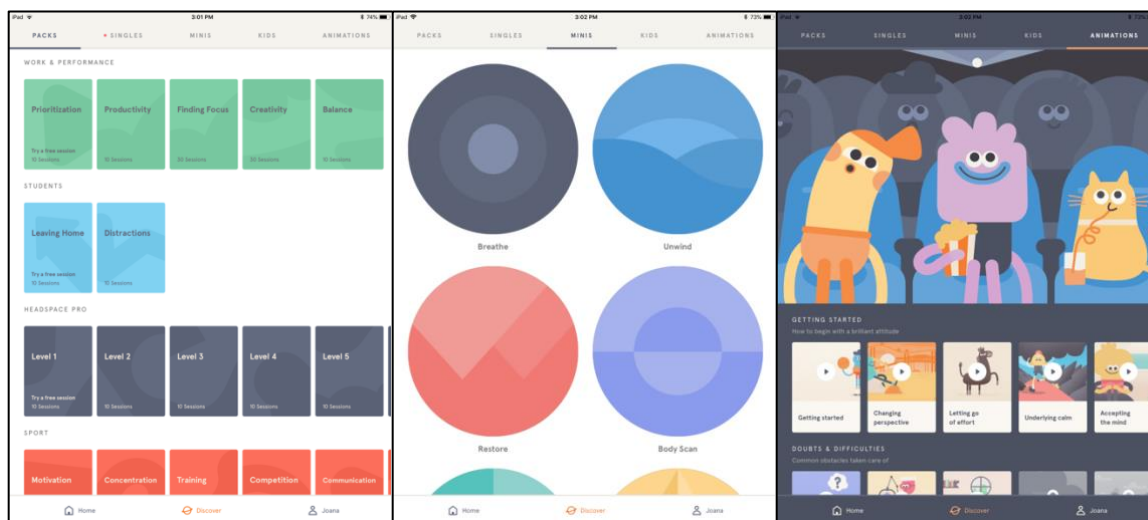 iPad 3:01 PM 74%
PACKS SINGLES MINIS KIDS ANIMATIONS
WORK & PERFORMANCE
Prioritization Productivity Finding Focus Creativity Balance
Try a free session
10 Sessions 10 Sessions 30 Sessions 30 Sessions 10 Sessions
STUDENTS
Leaving Home Distractions
Try a free session
10 Sessions 10 Sessions
HEADSPACE PRO
Level 1 Level 2 Level 3 Level 4 Level 5
Try a free session
10 Sessions 10 Sessions 10 Sessions 10 Sessions 10 Sessions
SPORT
Motivation Concentration Training Competition Communication
Home Discover Joana
iPad 3:02 PM 73%
PACKS SINGLES MINIS KIDS ANIMATIONS
Breathe Unwind
Restore Body Scan
Home Discover Joana
PACKS SINGLES MINIS KIDS ANIMATIONS
GETTING STARTED
How to begin with a brilliant attitude
Getting started
Changing
perspective
Letting go
of effort
Underlying calm
Accepting
the mind
DOUBTS & DIFFICULTIES
Common obstacles taken care of
?
Home Discover Joana